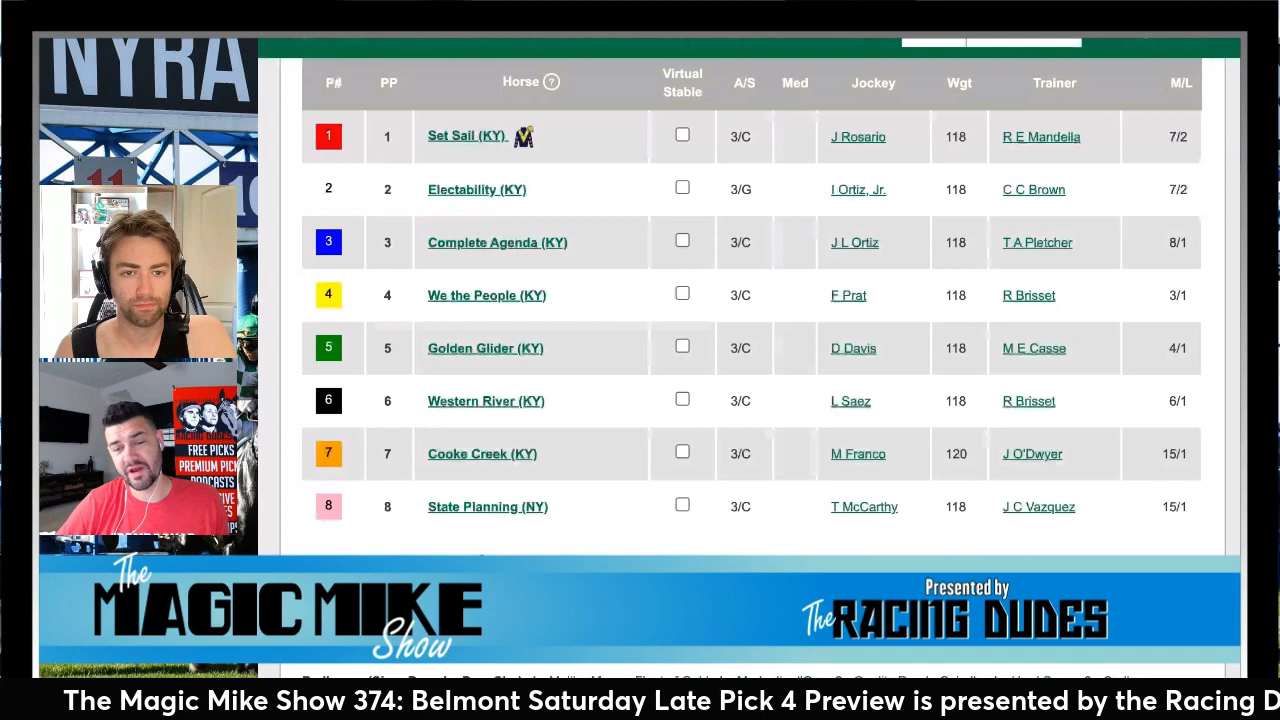 NYRA
11
P# PP Horse ? Virtual Stable A/S Med Jockey Wgt Trainer M/L
1 1 Set Sail (KY) 3/C J Rosario 118 R E Mandella 7/2
2 2 Electability (KY) 3/G I Ortiz, Jr. 118 C C Brown 7/2
3 3 Complete Agenda (KY) 3/C J L Ortiz 118 T A Pletcher 8/1
4 4 We the People (KY) 3/C F Prat 118 R Brisset 3/1
5 5 Golden Glider (KY) 3/C D Davis 118 M E Casse 4/1
6 6 Western River (KY) 3/C L Saez 118 R Brisset 6/1
7 7 Cooke Creek (KY) 3/C M Franco 120 J O'Dwyer 15/1
8 8 State Planning (NY) 3/C T McCarthy 118 J C Vazquez 15/1
RACING DUDES
FREE PICKS
PREMIUM PICK
PODCASTS
The
MAGIC MIKE
Show
Presented by
The RACING DUDES
The Magic Mike Show 374: Belmont Saturday Late Pick 4 Preview is presented by the Racing D